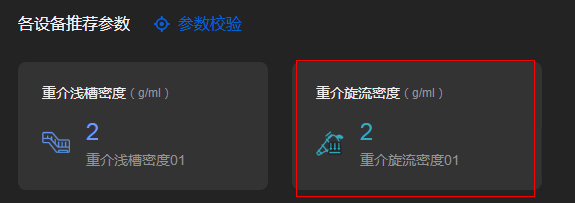 各设备推荐参数 参数校验
重介浅槽密度（g/ml） 重介旋流密度（g/ml）
2 2
重介浅槽密度01 重介旋流密度01